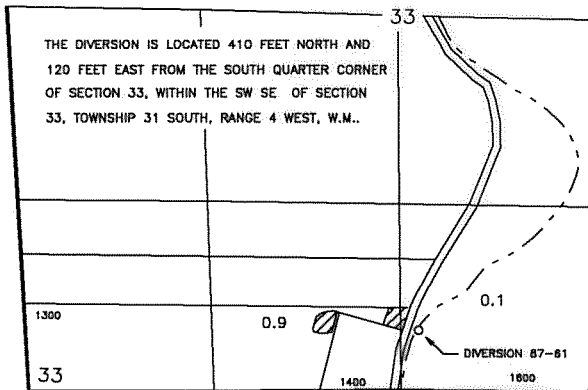 33
THE DIVERSION IS LOCATED 410 FEET NORTH AND
120 FEET EAST FROM THE SOUTH QUARTER CORNER
OF SECTION 33, WITHIN THE SW SE OF SECTION
33, TOWNSHIP 31 SOUTH, RANGE 4 WEST, W.M..
1300
0.9
0.1
DIVERSION 87-61
33
1400
1600